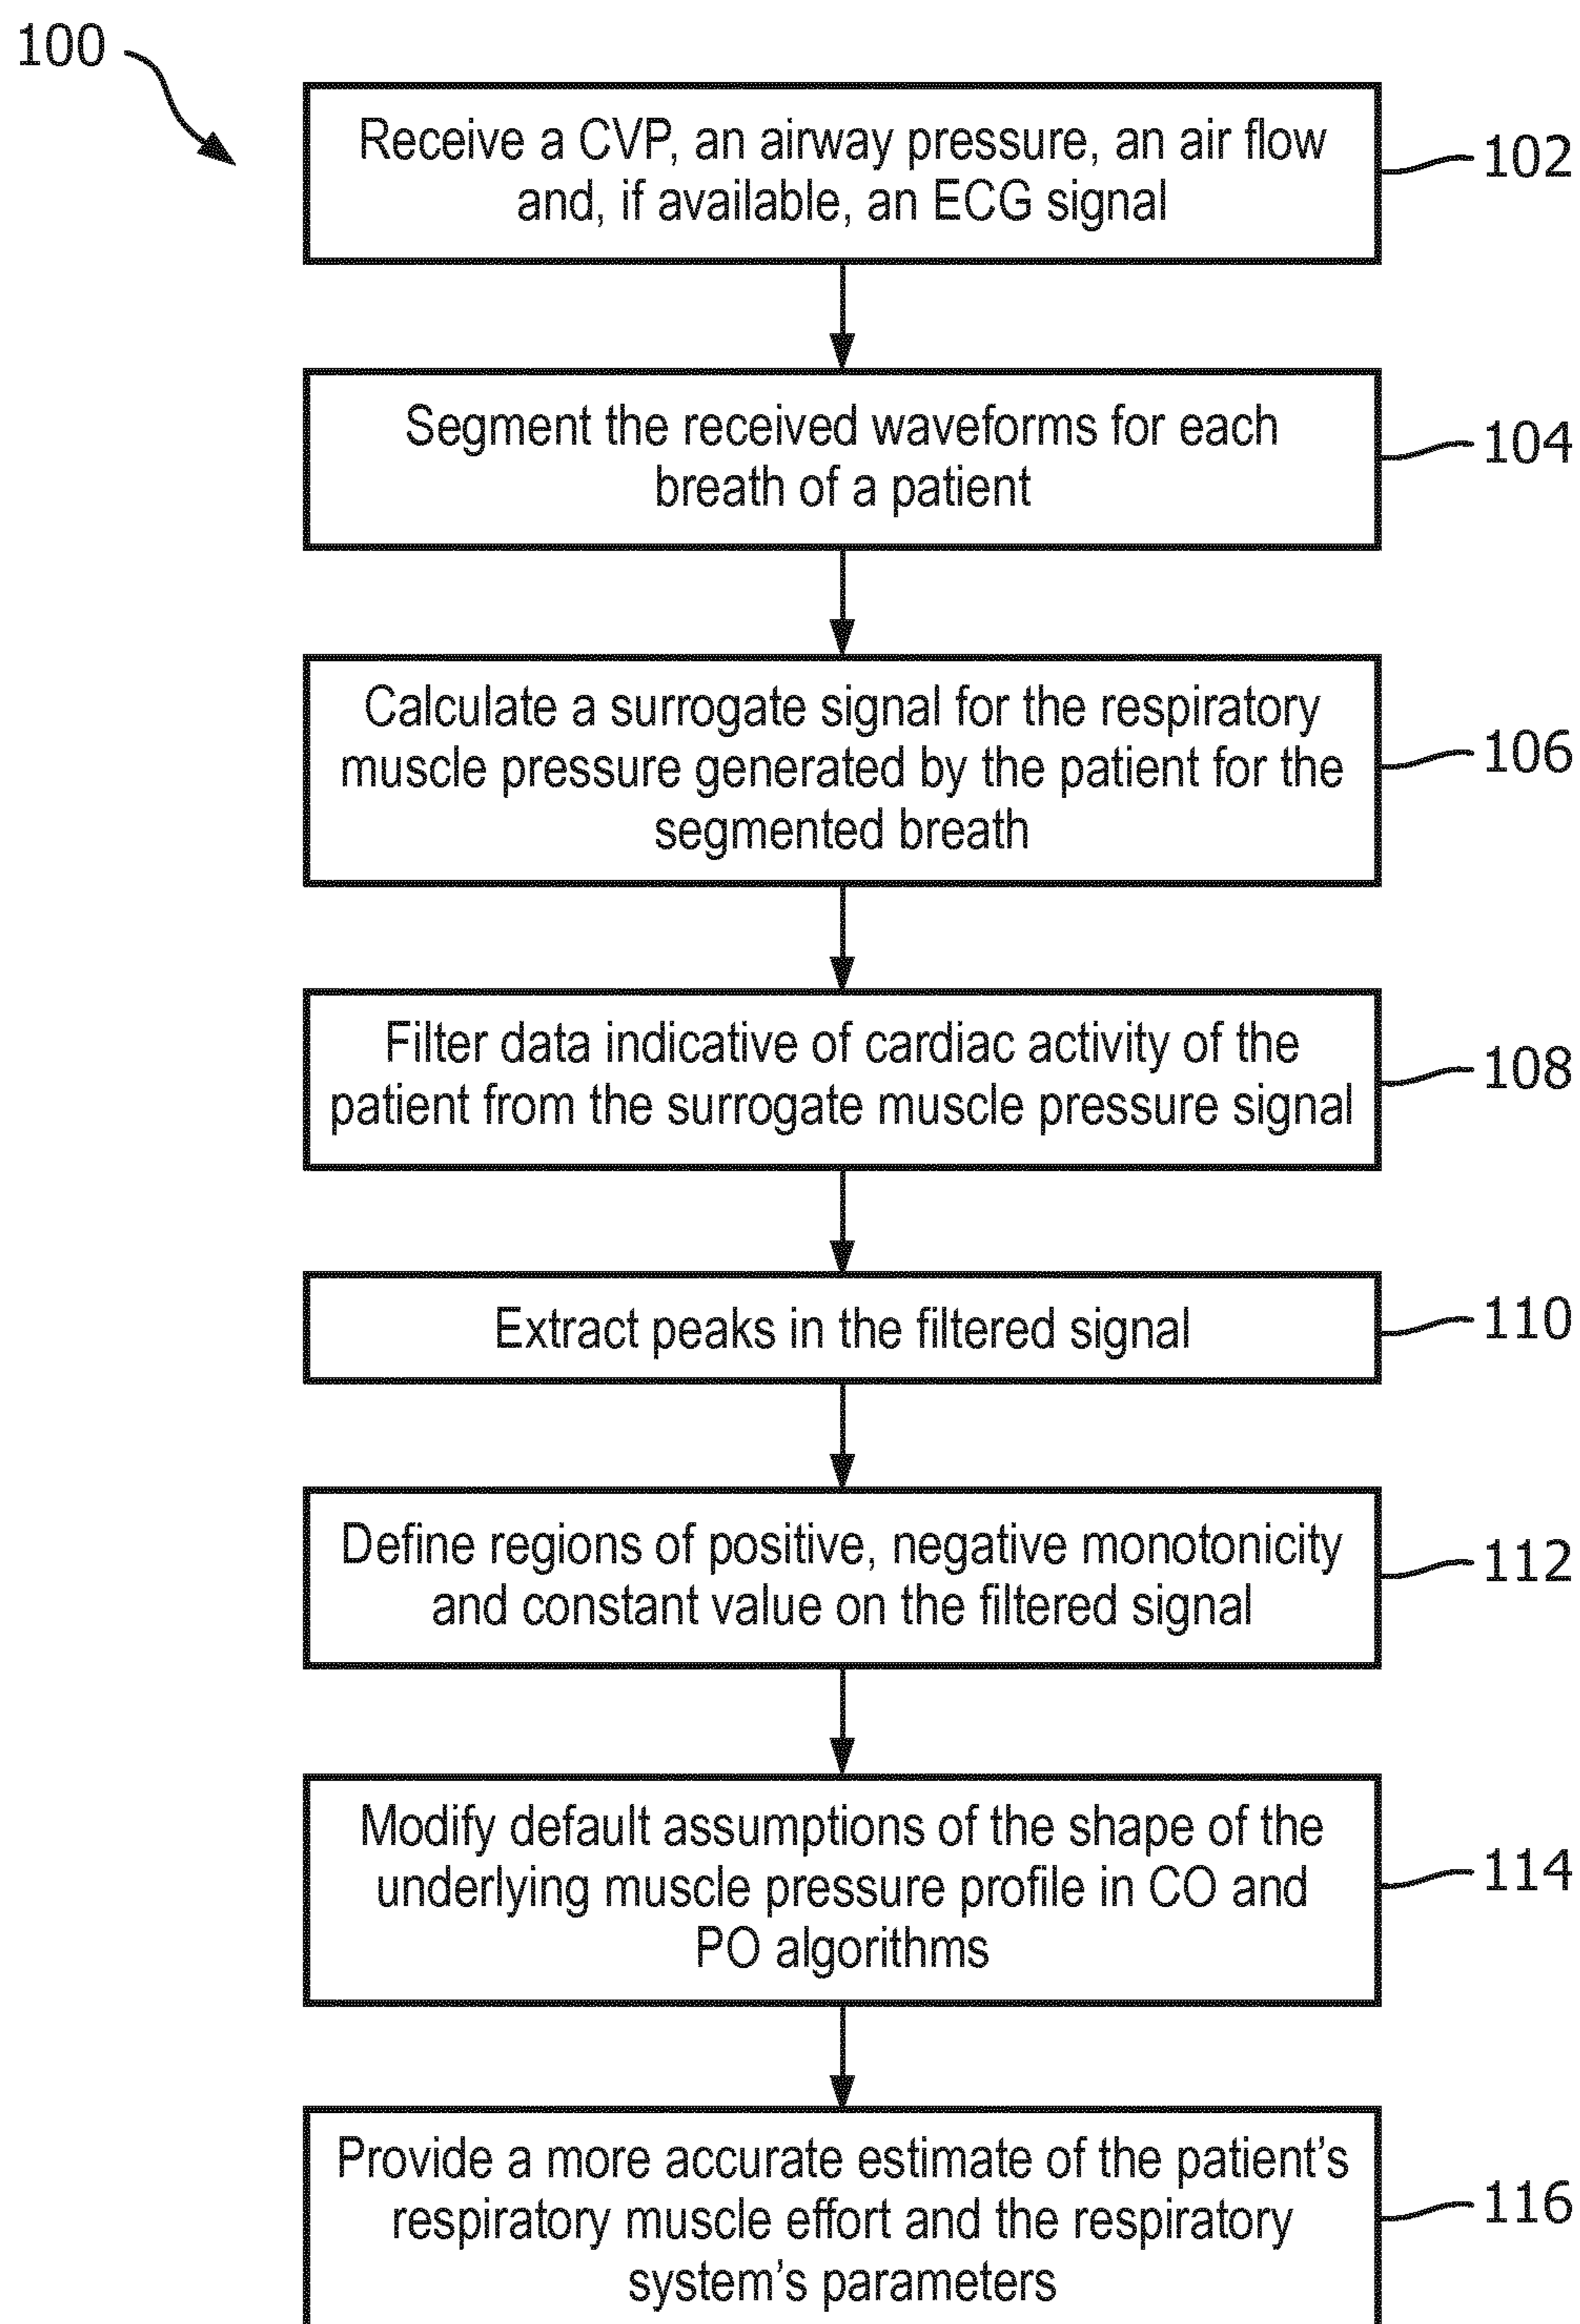 100
Receive a CVP, an airway pressure, an air flow
and, if available, an ECG signal
102
Segment the received waveforms for each
breath of a patient
104
Calculate a surrogate signal for the respiratory
muscle pressure generated by the patient for the
segmented breath
106
Filter data indicative of cardiac activity of the
patient from the surrogate muscle pressure signal
108
Extract peaks in the filtered signal
110
Define regions of positive, negative monotonicity
and constant value on the filtered signal
112
Modify default assumptions of the shape of the
underlying muscle pressure profile in CO and
PO algorithms
114
Provide a more accurate estimate of the patient’s
respiratory muscle effort and the respiratory
system’s parameters
116